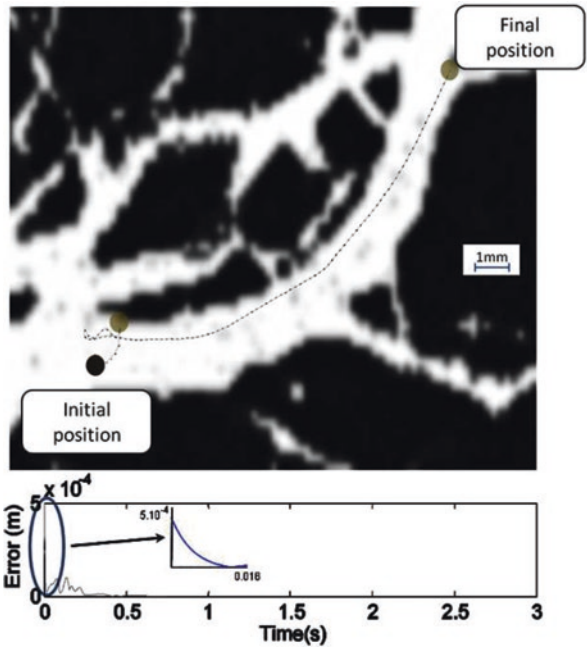 Final
position
1mm
Initial
position
5 x 10⁻⁴
Error (m)
0
5.10⁻⁴
0.016
0 0.5 1 1.5 2 2.5 3
Time(s)